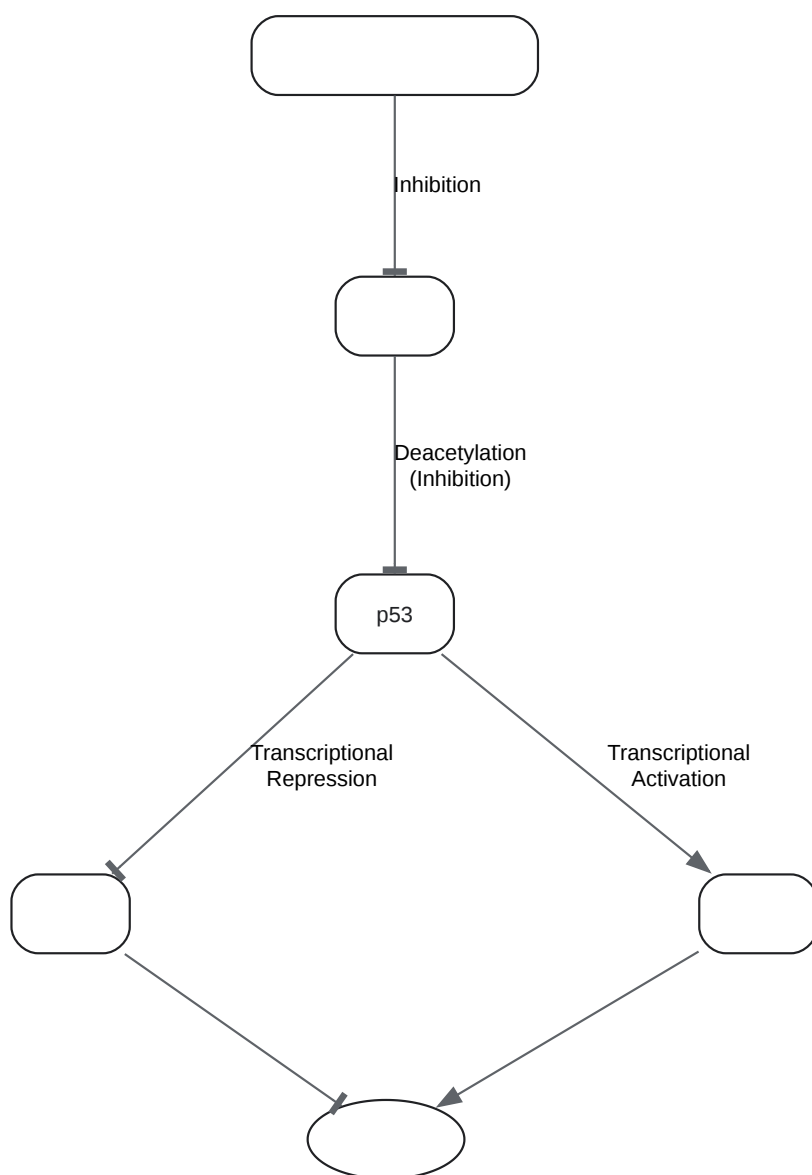 Inhibition
Deacetylation
(Inhibition)
p53
Transcriptional
Repression
Transcriptional
Activation